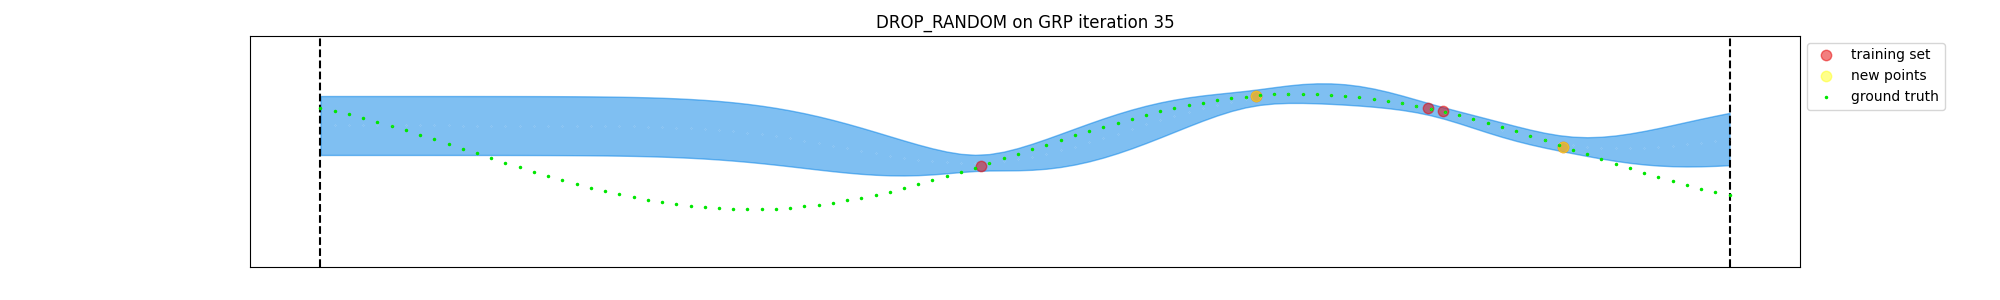 DROP_RANDOM on GRP iteration 35
training set
new points
ground truth